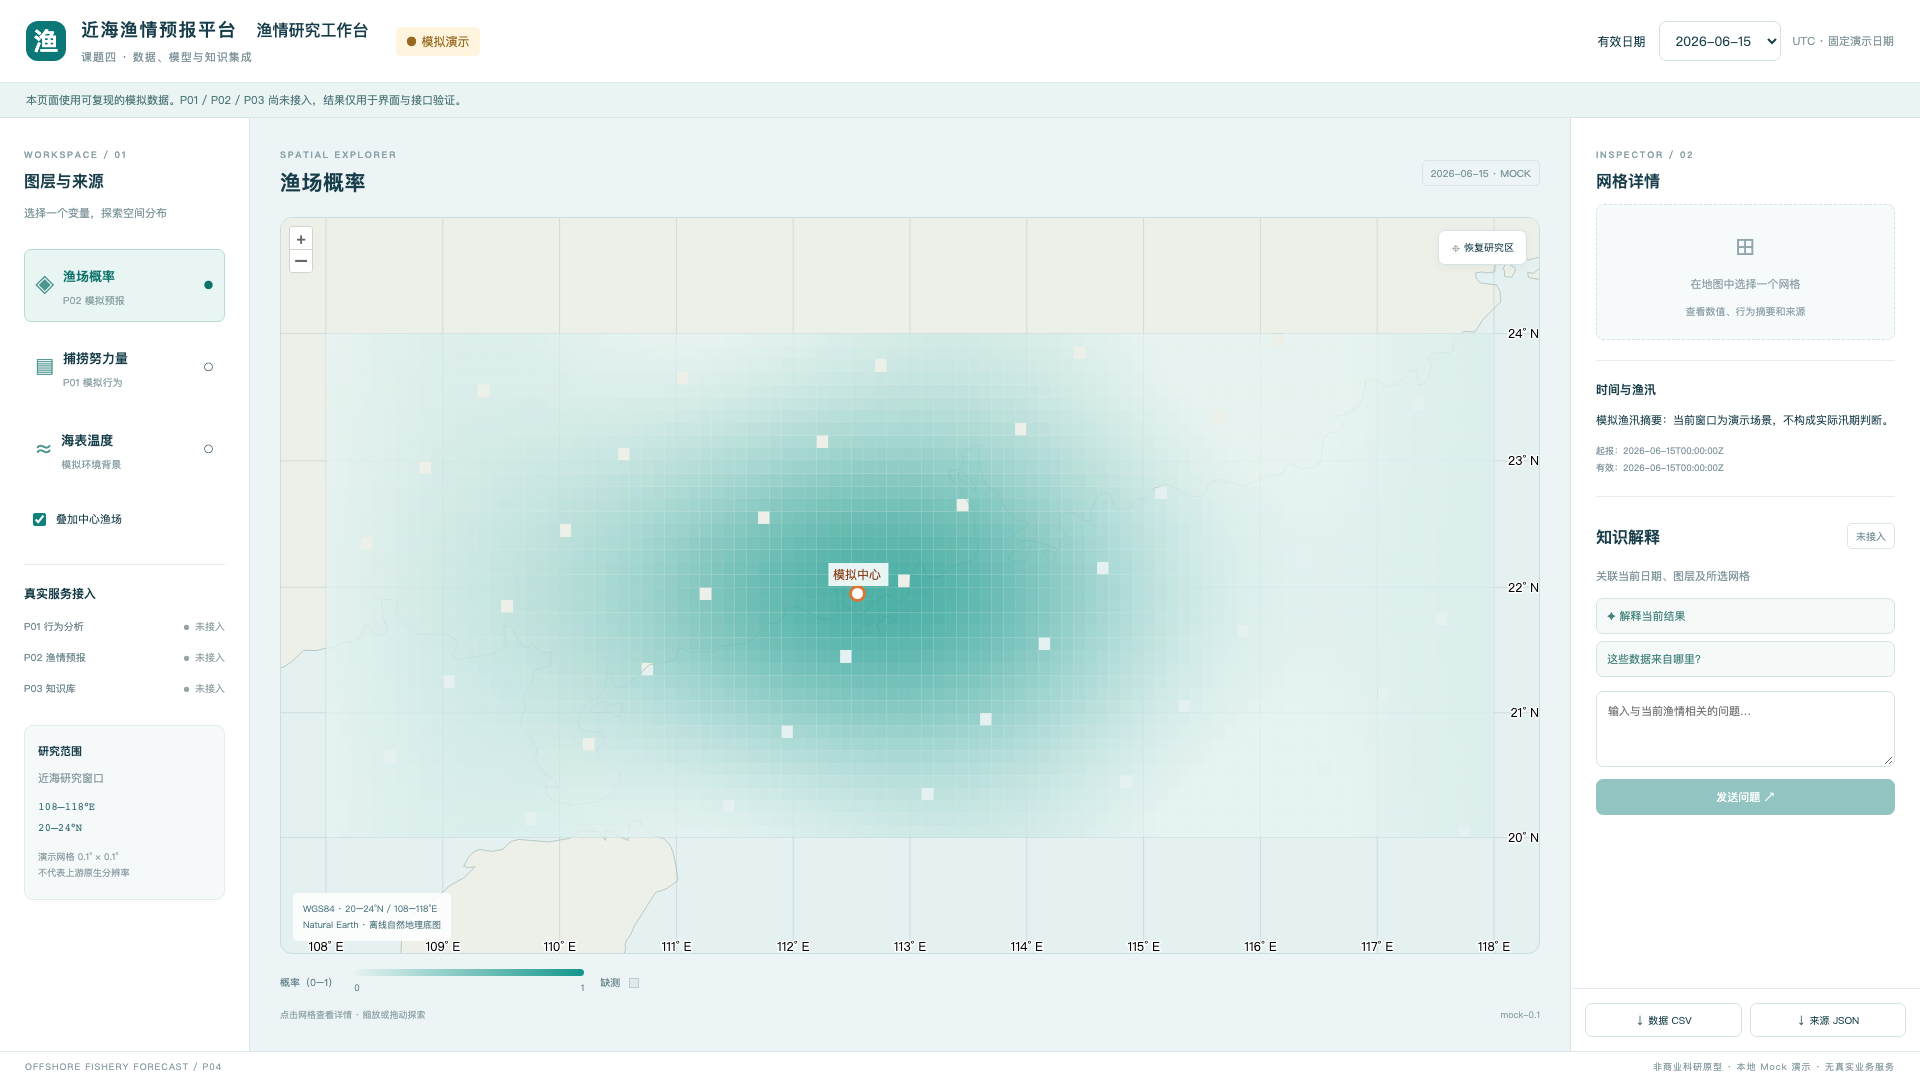 渔
近海渔情预报平台 渔情研究工作台
课题四 · 数据、模型与知识集成
模拟演示
有效日期
2026-06-15
UTC · 固定演示日期
本页面使用可复现的模拟数据。P01 / P02 / P03 尚未接入，结果仅用于界面与接口验证。
WORKSPACE / 01
图层与来源
选择一个变量，探索空间分布
渔场概率
P02 模拟预报
捕捞努力量
P01 模拟行为
海表温度
模拟环境背景
叠加中心渔场
真实服务接入
P01 行为分析 未接入
P02 渔情预报 未接入
P03 知识库 未接入
研究范围
近海研究窗口
108–118°E
20–24°N
演示网格 0.1° × 0.1°
不代表上游原生分辨率
SPATIAL EXPLORER
渔场概率
2026-06-15 · MOCK
+
−
恢复研究区
24° N
23° N
22° N
21° N
20° N
模拟中心
WGS84 · 20–24°N / 108–118°E
Natural Earth · 离线自然地理底图
108° E 109° E 110° E 111° E 112° E 113° E 114° E 115° E 116° E 117° E 118° E
概率（0–1）
0 1
缺测
点击网格查看详情 · 缩放或拖动探索
mock-0.1
INSPECTOR / 02
网格详情
在地图中选择一个网格
查看数值、行为摘要和来源
时间与渔汛
模拟渔汛摘要：当前窗口为演示场景，不构成实际汛期判断。
起报：2026-06-15T00:00:00Z
有效：2026-06-15T00:00:00Z
知识解释
未接入
关联当前日期、图层及所选网格
✦ 解释当前结果
这些数据来自哪里？
输入与当前渔情相关的问题…
发送问题 ↗
↓ 数据 CSV
↓ 来源 JSON
OFFSHORE FISHERY FORECAST / P04
非商业科研原型 · 本地 Mock 演示 · 无真实业务服务